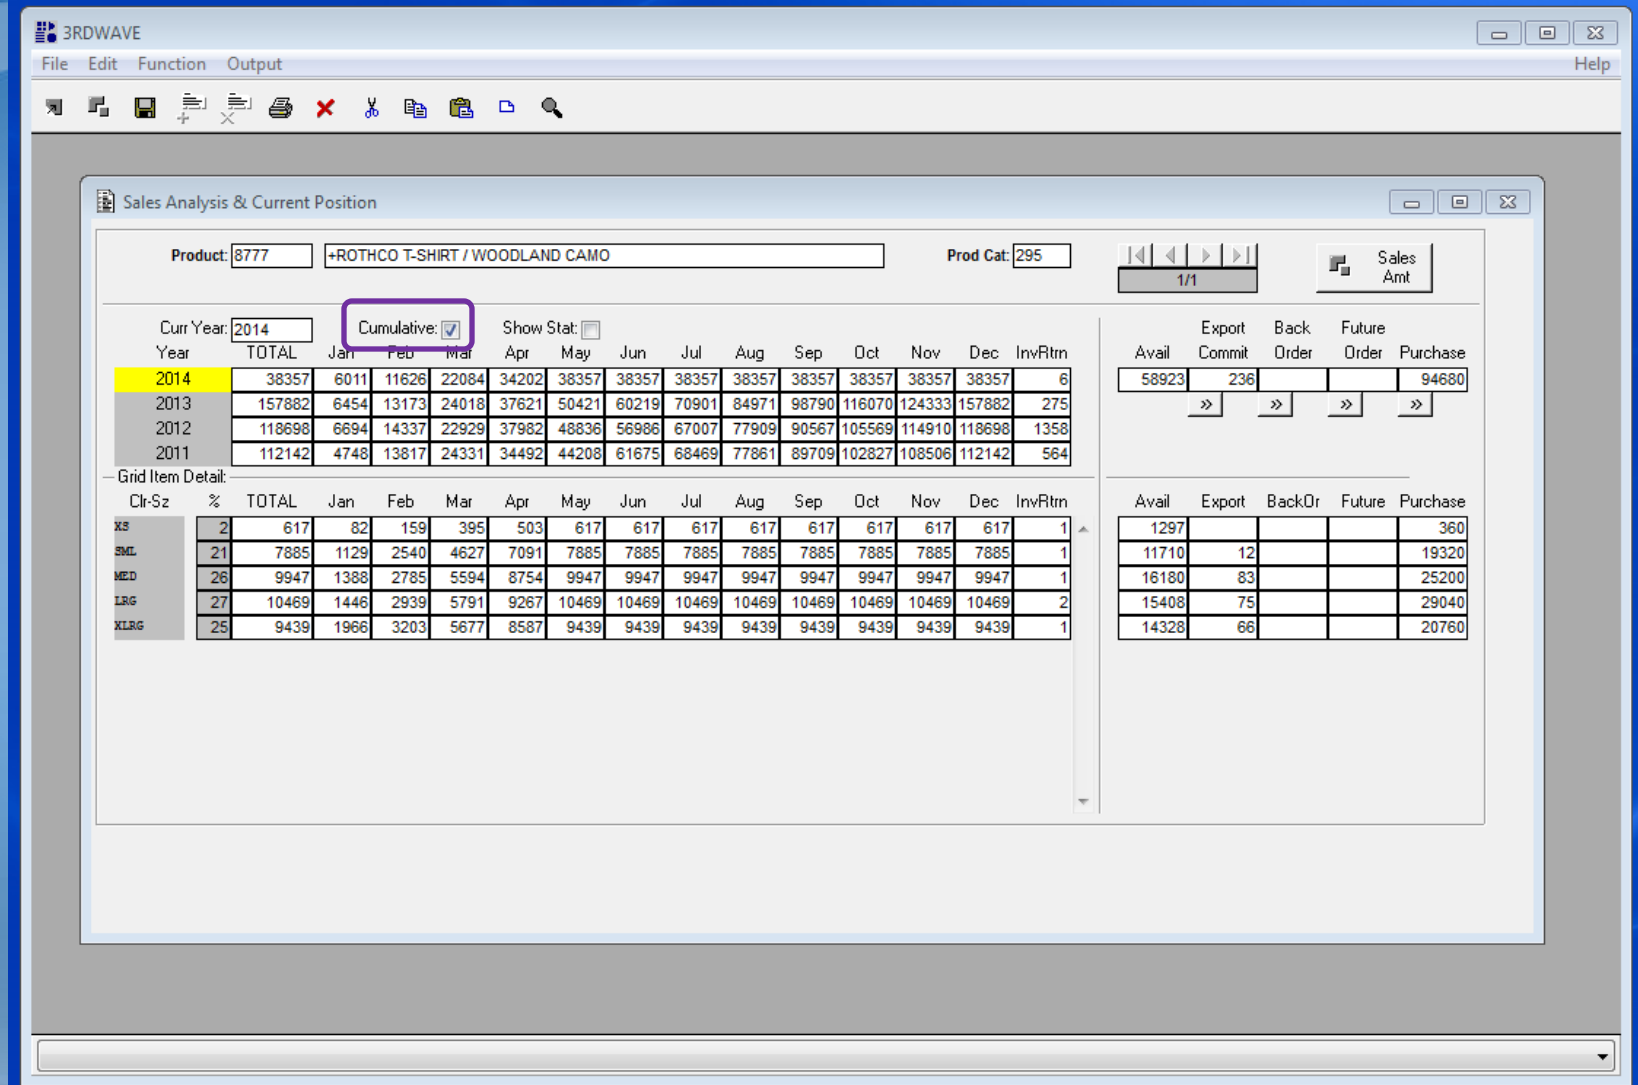 3RDWAVE
File Edit Function Output Help
Sales Analysis & Current Position
Product: 8777 +ROTHCO T-SHIRT / WOODLAND CAMO Prod Cat: 295
1/1
Sales
Amt
Curr Year: 2014 Cumulative: Show Stat: Export Back Future
Year TOTAL Jan Feb Mar Apr May Jun Jul Aug Sep Oct Nov Dec InvRtrn Avail Commit Order Order Purchase
2014 38357 6011 11626 22084 34202 38357 38357 38357 38357 38357 38357 38357 38357 6 58923 236 94680
2013 157882 6454 13173 24018 37621 50421 60219 70901 84971 98790 116070 124333 157882 275 >> >> >> >>
2012 118698 6694 14337 22929 37982 48836 56986 67007 77909 90567 105569 114910 118698 1358
2011 112142 4748 13817 24331 34492 44208 61675 68469 77861 89709 102827 108506 112142 564
Grid Item Detail:
Clr-Sz % TOTAL Jan Feb Mar Apr May Jun Jul Aug Sep Oct Nov Dec InvRtrn Avail Export BackOr Future Purchase
XS 2 617 82 159 395 503 617 617 617 617 617 617 617 617 1 1297 360
SML 21 7885 1129 2540 4627 7091 7885 7885 7885 7885 7885 7885 7885 7885 1 11710 12 19320
MED 26 9947 1388 2785 5594 8754 9947 9947 9947 9947 9947 9947 9947 9947 1 16180 83 25200
LRG 27 10469 1446 2939 5791 9267 10469 10469 10469 10469 10469 10469 10469 10469 2 15408 75 29040
XLRG 25 9439 1966 3203 5677 8587 9439 9439 9439 9439 9439 9439 9439 9439 1 14328 66 20760